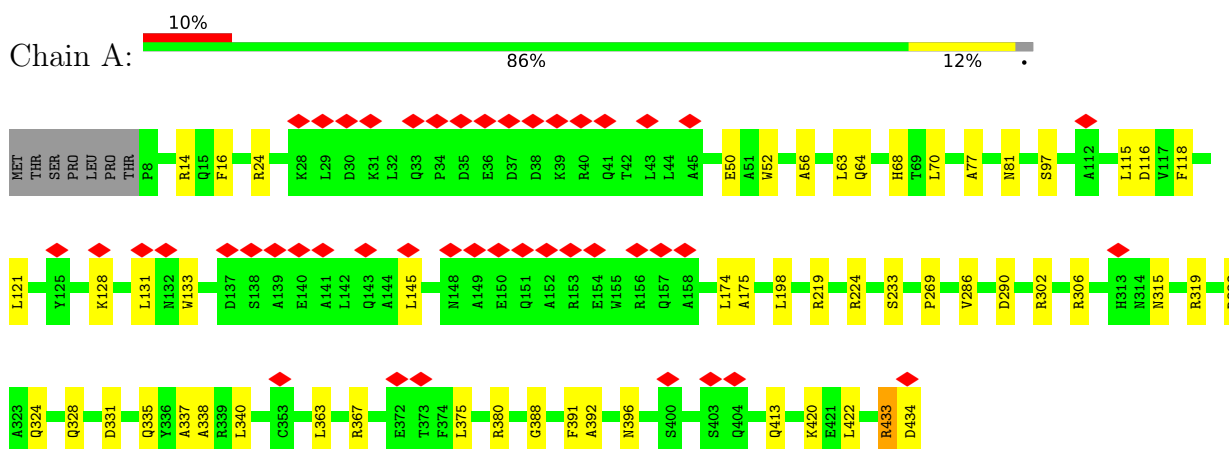 10%
Chain A:
86% 12% •
MET THR SER PRO LEU PRO THR P8 R14 Q15 F16 R24 K28 L29 D30 K31 L32 Q33 P34 D35 E36 D37 D38 K39 R40 Q41 T42 L43 L44 A45 E50 A51 W52 A56 L63 Q64 H68 T69 L70 A77 N81 S97 A112 L115 D116 V117 F118
L121 Y125 K128 L131 N132 W133 D137 S138 A139 E140 A141 L142 Q143 A144 L145 N148 A149 E150 Q151 A152 R153 E154 W155 R156 Q157 A158 L174 A175 L198 R219 R224 S233 P269 V286 D290 R302 R306 H313 N314 N315 R319
A323 Q324 Q328 D331 Q335 Y336 A337 A338 R339 L340 C353 L363 R367 E372 T373 F374 L375 R380 G388 F391 A392 N396 S400 S403 Q404 Q413 K420 E421 L422 R433 D434